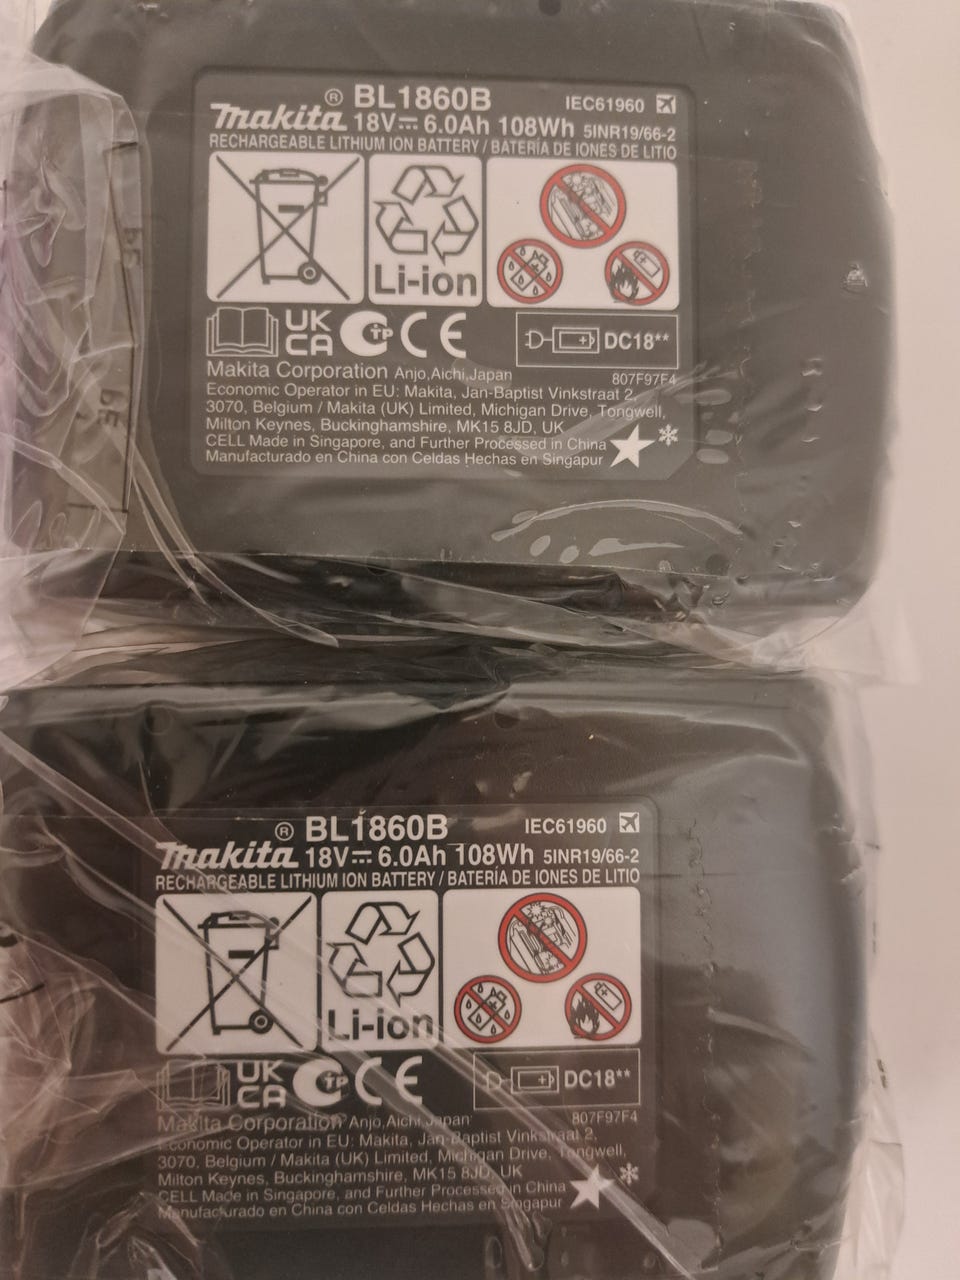 ® BL1860B IEC61960
makita 18V 6.0Ah 108Wh 5INR19/66-2
RECHARGEABLE LITHIUM ION BATTERY / BATERÍA DE IONES DE LITIO
Li-ion
UK
CA TP CE DC18**
Makita Corporation Anjo,Aichi,Japan 807F97F4
Economic Operator in EU: Makita, Jan-Baptist Vinkstraat 2,
3070, Belgium / Makita (UK) Limited, Michigan Drive, Tongwell,
Milton Keynes, Buckinghamshire, MK15 8JD, UK
CELL Made in Singapore, and Further Processed in China
Manufacturado en China con Celdas Hechas en Singapur
® BL1860B IEC61960
makita 18V 6.0Ah 108Wh 5INR19/66-2
RECHARGEABLE LITHIUM ION BATTERY / BATERÍA DE IONES DE LITIO
Li-ion
UK
CA TP CE DC18**
Makita Corporation Anjo,Aichi,Japan 807F97F4
Economic Operator in EU: Makita, Jan-Baptist Vinkstraat 2,
3070, Belgium / Makita (UK) Limited, Michigan Drive, Tongwell,
Milton Keynes, Buckinghamshire, MK15 8JD, UK
CELL Made in Singapore, and Further Processed in China
Manufacturado en China con Celdas Hechas en Singapur